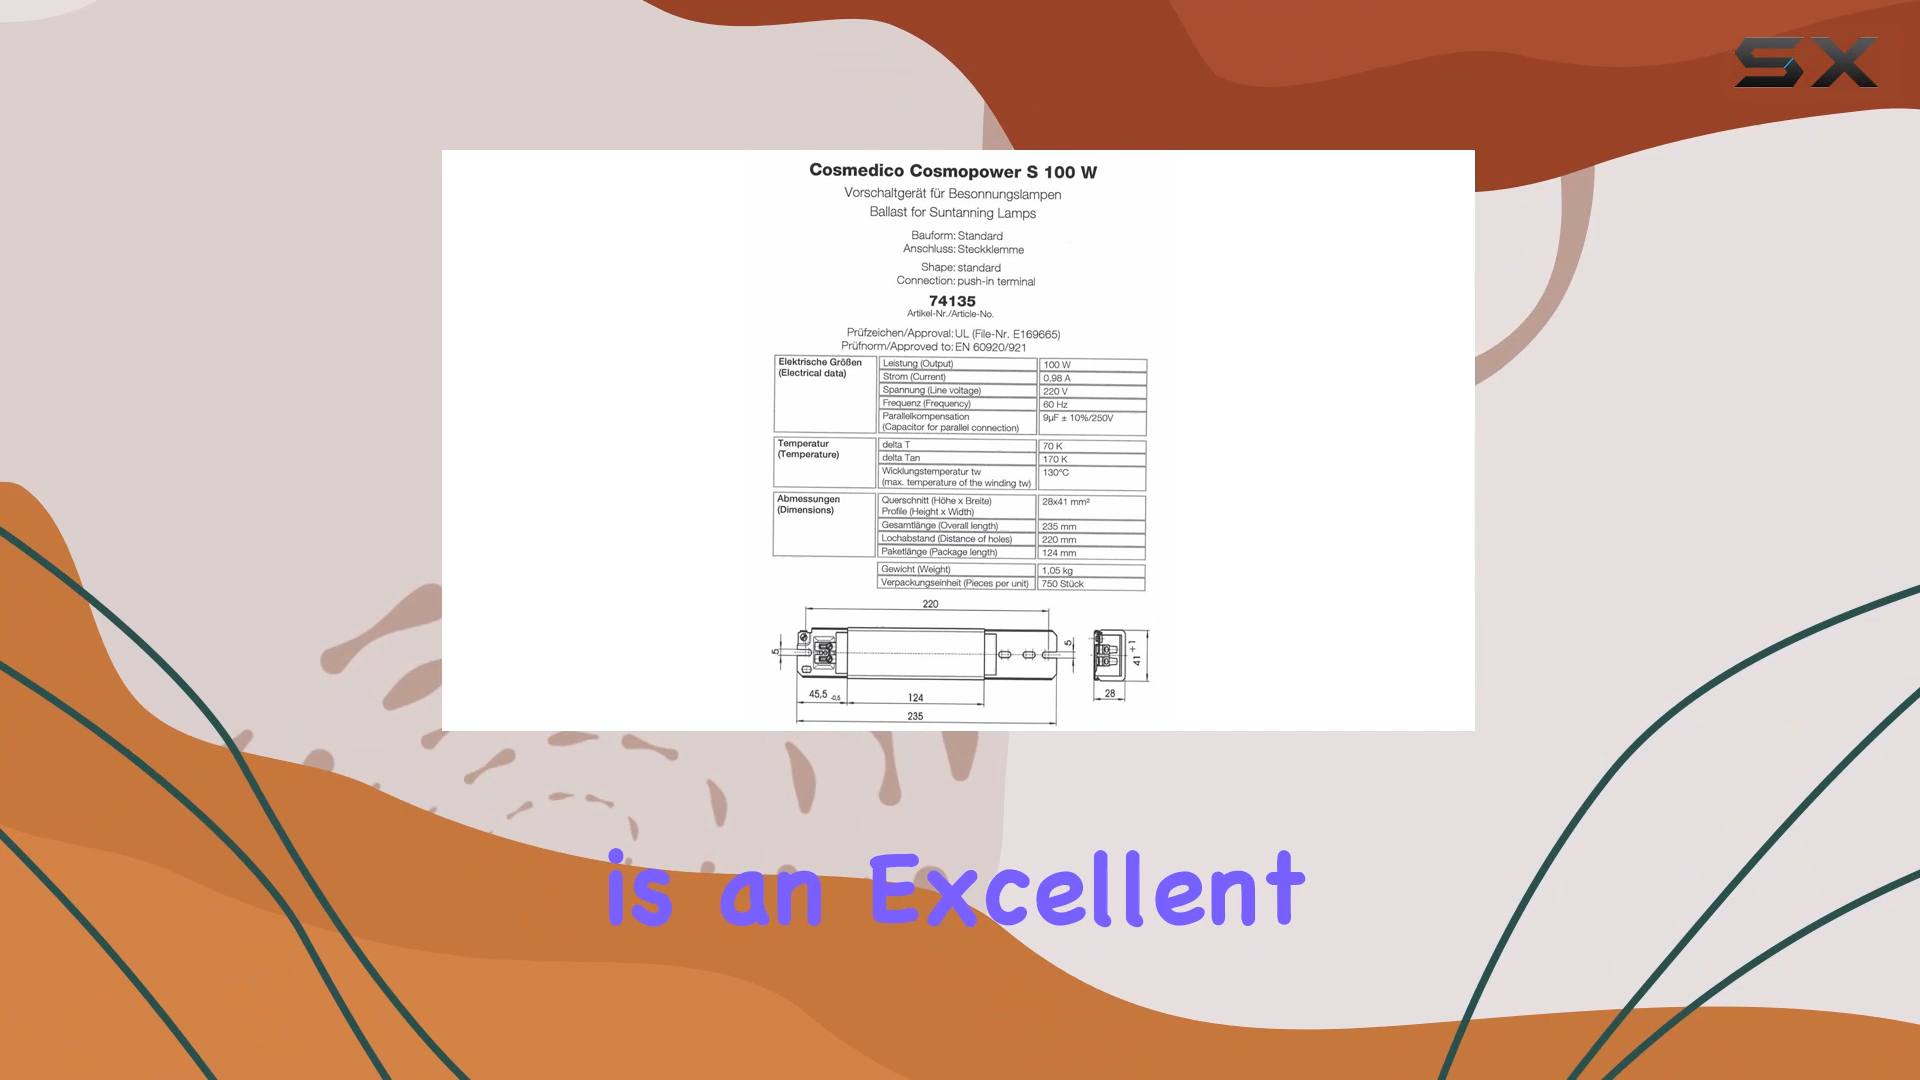 SX
Cosmedico Cosmopower S 100 W
Vorschaltgerät für Besonnungslampen
Ballast for Suntanning Lamps
Bauform: Standard
Anschluss: Steckklemme
Shape: standard
Connection: push-in terminal
74135
Artikel-Nr./Article-No.
Prüfzeichen/Approval: UL (File-Nr. E169665)
Prüfnorm/Approved to: EN 60920/921
Elektrische Größen
(Electrical data)
Leistung (Output) 100 W
Strom (Current) 0,98 A
Spannung (Line voltage) 220 V
Frequenz (Frequency) 60 Hz
Parallelkompensation
(Capacitor for parallel connection) 9µF ± 10%/250V
Temperatur
(Temperature)
delta T 70 K
delta Tan 170 K
Wicklungstemperatur tw
(max. temperature of the winding tw) 130°C
Abmessungen
(Dimensions)
Querschnitt (Höhe x Breite)
Profile (Height x Width) 28x41 mm²
Gesamtlänge (Overall length) 235 mm
Lochabstand (Distance of holes) 220 mm
Paketlänge (Package length) 124 mm
Gewicht (Weight) 1,05 kg
Verpackungseinheit (Pieces per unit) 750 Stück
220
5
5
41 +1
45,5 -0,5
124
28
235
is an Excellent